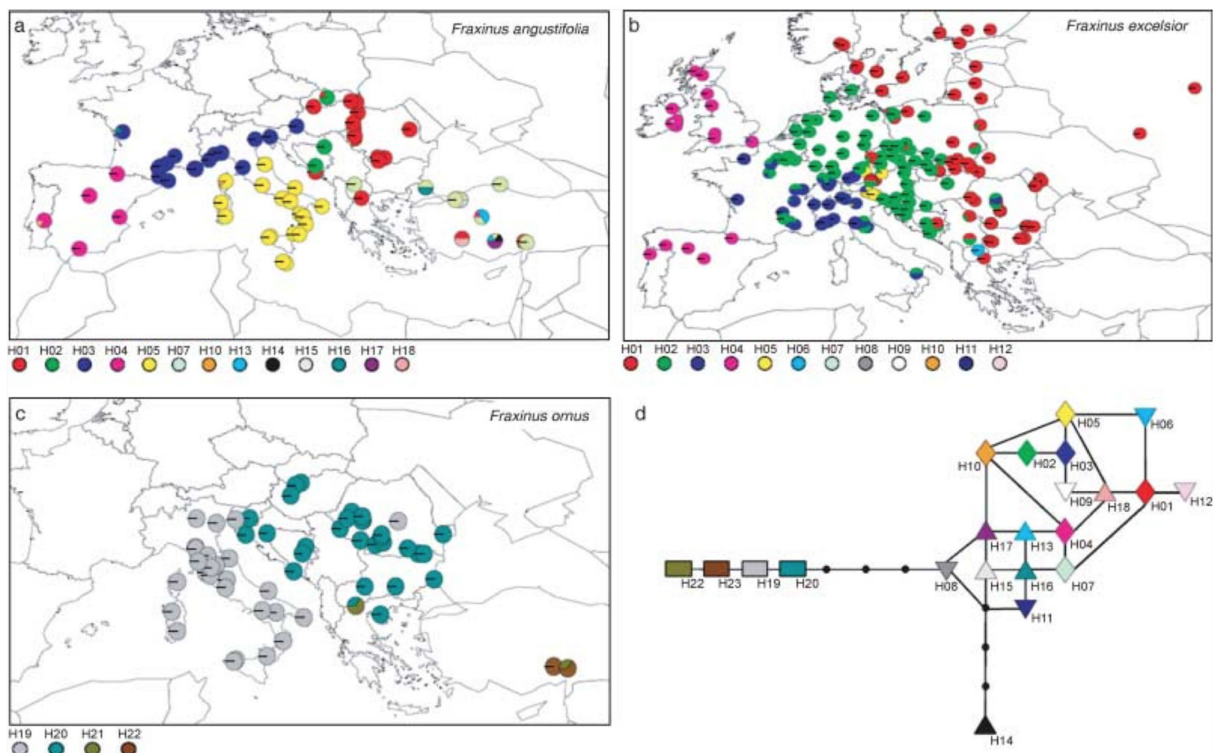 a
Fraxinus angustifolia
H01 H02 H03 H04 H05 H07 H10 H13 H14 H15 H16 H17 H18
b
Fraxinus excelsior
H01 H02 H03 H04 H05 H06 H07 H08 H09 H10 H11 H12
c
Fraxinus ornus
H19 H20 H21 H22
d
H05 H06
H10 H02 H03
H09 H18 H01 H12
H17 H13 H04
H22 H23 H19 H20 H08 H15 H16 H07
H11
H14